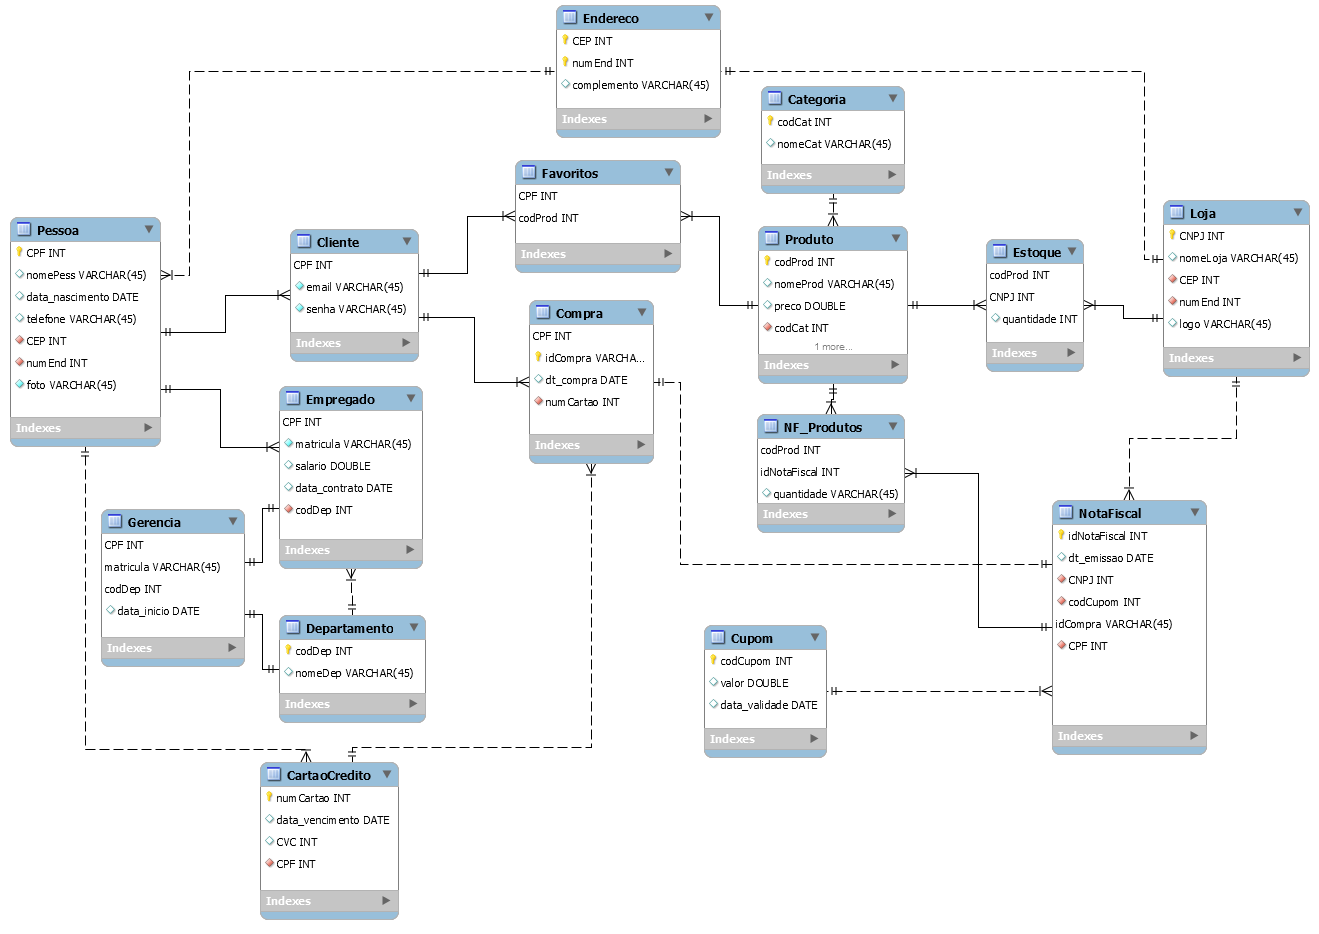 Endereco
CEP INT
numEnd INT
complemento VARCHAR(45)
Indexes
Categoria
codCat INT
nomeCat VARCHAR(45)
Indexes
Favoritos
CPF INT
codProd INT
Indexes
Loja
CNPJ INT
nomeLoja VARCHAR(45)
CEP INT
numEnd INT
logo VARCHAR(45)
Indexes
Pessoa
CPF INT
nomePess VARCHAR(45)
data_nascimento DATE
telefone VARCHAR(45)
CEP INT
numEnd INT
foto VARCHAR(45)
Indexes
Cliente
CPF INT
email VARCHAR(45)
senha VARCHAR(45)
Indexes
Produto
codProd INT
nomeProd VARCHAR(45)
preco DOUBLE
codCat INT
1 more...
Indexes
Estoque
codProd INT
CNPJ INT
quantidade INT
Indexes
Compra
CPF INT
idCompra VARCHA...
dt_compra DATE
numCartao INT
Indexes
Empregado
CPF INT
matricula VARCHAR(45)
salario DOUBLE
data_contrato DATE
codDep INT
Indexes
NF_Produtos
codProd INT
idNotaFiscal INT
quantidade VARCHAR(45)
Indexes
Gerencia
CPF INT
matricula VARCHAR(45)
codDep INT
data_inicio DATE
Indexes
NotaFiscal
idNotaFiscal INT
dt_emissao DATE
CNPJ INT
codCupom INT
idCompra VARCHAR(45)
CPF INT
Indexes
Departamento
codDep INT
nomeDep VARCHAR(45)
Indexes
Cupom
codCupom INT
valor DOUBLE
data_validade DATE
Indexes
CartaoCredito
numCartao INT
data_vencimento DATE
CVC INT
CPF INT
Indexes